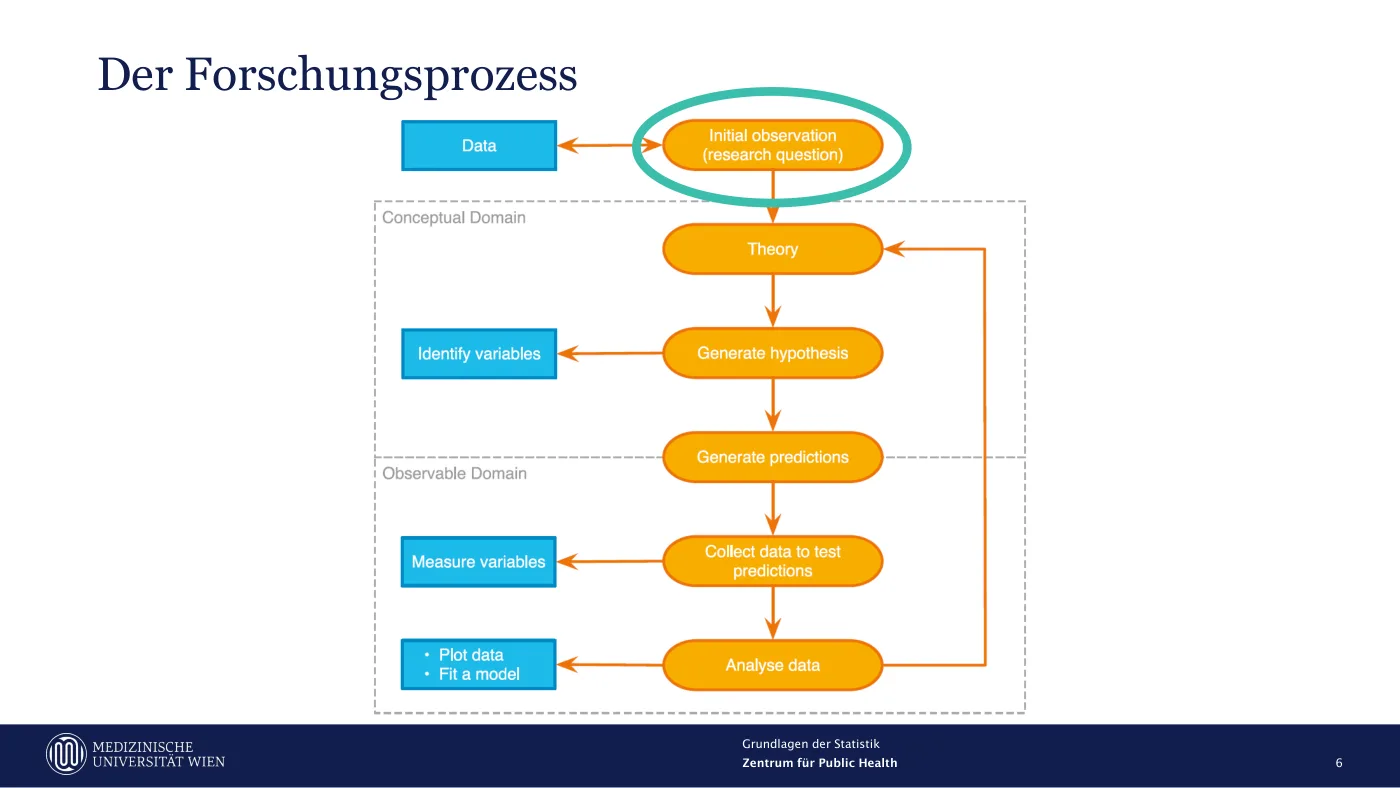 Der Forschungsprozess
Data
Initial observation
(research question)
Conceptual Domain
Theory
Identify variables
Generate hypothesis
Generate predictions
Observable Domain
Measure variables
Collect data to test
predictions
• Plot data
• Fit a model
Analyse data
MEDIZINISCHE
UNIVERSITÄT WIEN
Grundlagen der Statistik
Zentrum für Public Health
6